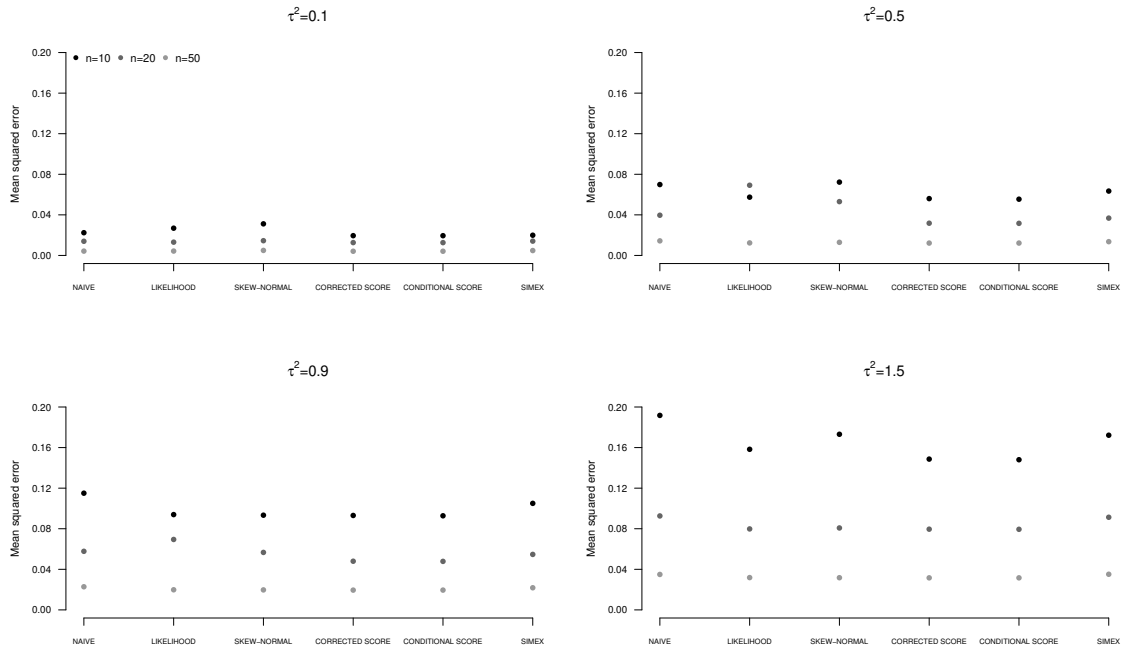 τ²=0.1
Mean squared error
0.20
0.16
0.12
0.08
0.04
0.00
n=10 n=20 n=50
NAIVE LIKELIHOOD SKEW−NORMAL CORRECTED SCORE CONDITIONAL SCORE SIMEX
τ²=0.5
Mean squared error
0.20
0.16
0.12
0.08
0.04
0.00
NAIVE LIKELIHOOD SKEW−NORMAL CORRECTED SCORE CONDITIONAL SCORE SIMEX
τ²=0.9
Mean squared error
0.20
0.16
0.12
0.08
0.04
0.00
NAIVE LIKELIHOOD SKEW−NORMAL CORRECTED SCORE CONDITIONAL SCORE SIMEX
τ²=1.5
Mean squared error
0.20
0.16
0.12
0.08
0.04
0.00
NAIVE LIKELIHOOD SKEW−NORMAL CORRECTED SCORE CONDITIONAL SCORE SIMEX